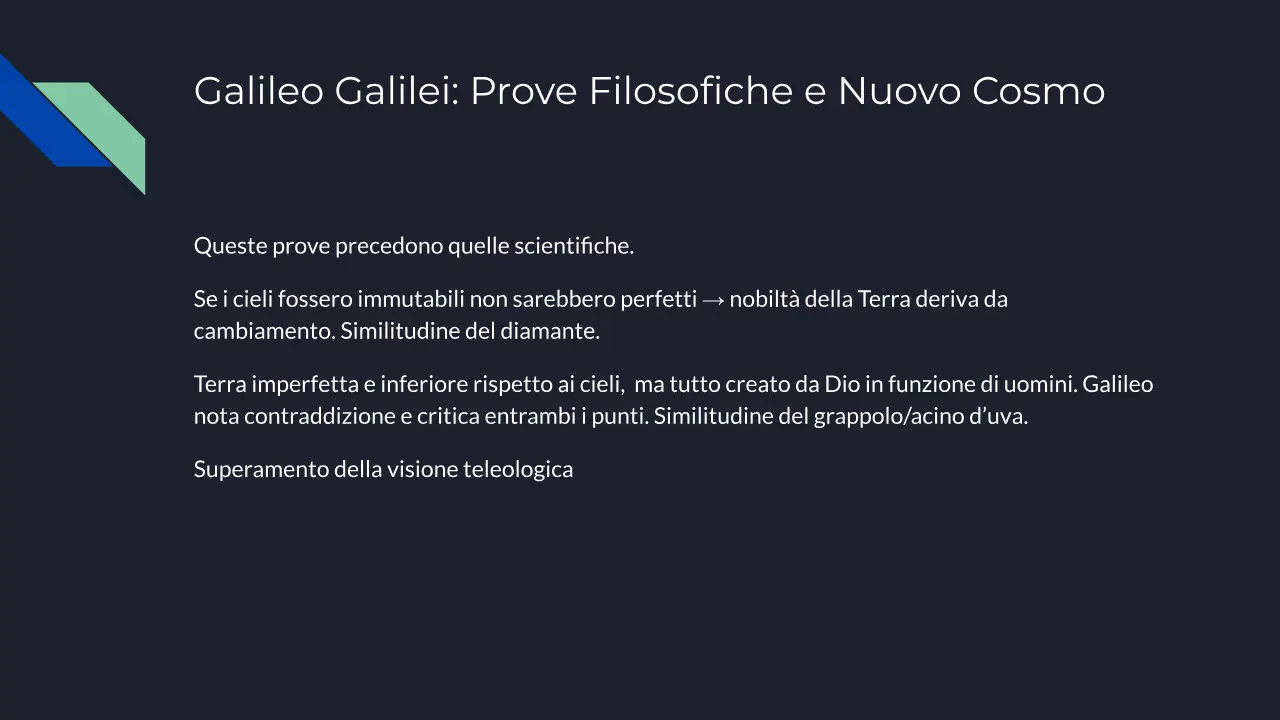 Galileo Galilei: Prove Filosofiche e Nuovo Cosmo
Queste prove precedono quelle scientifiche.
Se i cieli fossero immutabili non sarebbero perfetti → nobiltà della Terra deriva da
cambiamento. Similitudine del diamante.
Terra imperfetta e inferiore rispetto ai cieli,  ma tutto creato da Dio in funzione di uomini. Galileo
nota contraddizione e critica entrambi i punti. Similitudine del grappolo/acino d’uva.
Superamento della visione teleologica